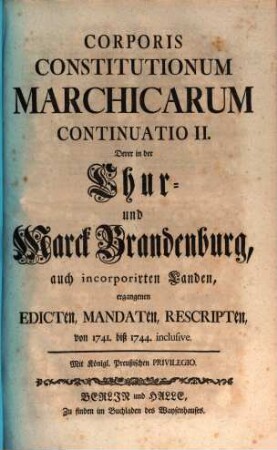 CORPORIS
CONSTITUTIONUM
MARCHICARUM
CONTINUATIO II.
Derer in der
Chur-
und
Marck Brandenburg,
auch incorporirten Landen,
ergangenen
EDICTen, MANDATen, RESCRIPTen,
von 1741. biß 1744. inclusive.
Mit Königl. Preußischen PRIVILEGIO.
BERLIN und HALLE,
Zu finden im Buchladen des Waysenhauses.